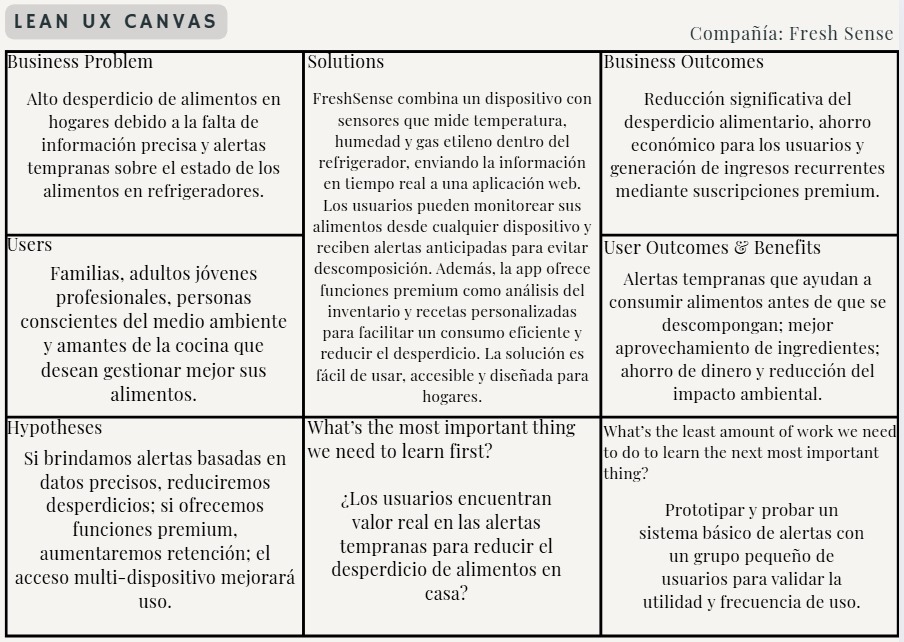 LEAN UX CANVAS
Compañía: Fresh Sense
Business Problem
Alto desperdicio de alimentos en
hogares debido a la falta de
información precisa y alertas
tempranas sobre el estado de los
alimentos en refrigeradores.
Solutions
FreshSense combina un dispositivo con
sensores que mide temperatura,
humedad y gas etileno dentro del
refrigerador, enviando la información
en tiempo real a una aplicación web.
Los usuarios pueden monitorear sus
alimentos desde cualquier dispositivo y
reciben alertas anticipadas para evitar
descomposición. Además, la app ofrece
funciones premium como análisis del
inventario y recetas personalizadas
para facilitar un consumo eficiente y
reducir el desperdicio. La solución es
fácil de usar, accesible y diseñada para
hogares.
Business Outcomes
Reducción significativa del
desperdicio alimentario, ahorro
económico para los usuarios y
generación de ingresos recurrentes
mediante suscripciones premium.
Users
Familias, adultos jóvenes
profesionales, personas
conscientes del medio ambiente
y amantes de la cocina que
desean gestionar mejor sus
alimentos.
User Outcomes & Benefits
Alertas tempranas que ayudan a
consumir alimentos antes de que se
descompongan; mejor
aprovechamiento de ingredientes;
ahorro de dinero y reducción del
impacto ambiental.
Hypotheses
Si brindamos alertas basadas en
datos precisos, reduciremos
desperdicios; si ofrecemos
funciones premium,
aumentaremos retención; el
acceso multi-dispositivo mejorará
uso.
What's the most important thing
we need to learn first?
¿Los usuarios encuentran
valor real en las alertas
tempranas para reducir el
desperdicio de alimentos en
casa?
What's the least amount of work we need
to do to learn the next most important
thing?
Prototipar y probar un
sistema básico de alertas con
un grupo pequeño de
usuarios para validar la
utilidad y frecuencia de uso.